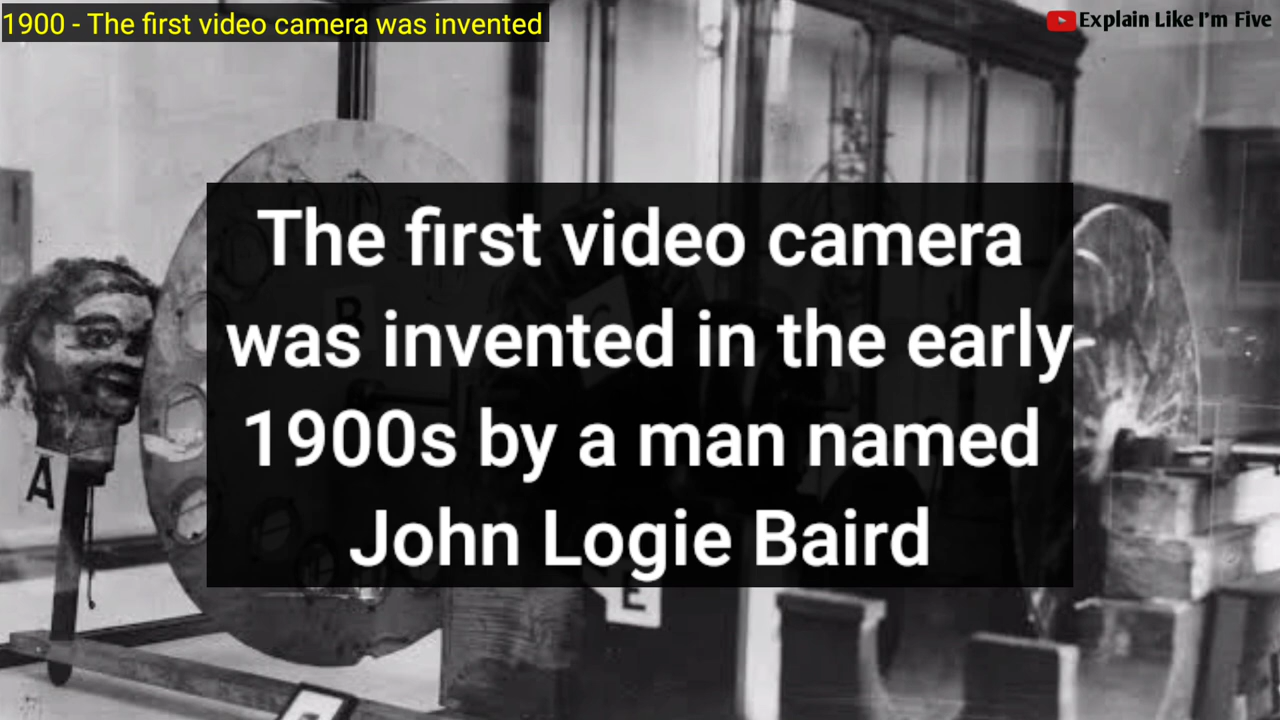 1900 - The first video camera was invented
Explain Like I'm Five
The first video camera
was invented in the early
1900s by a man named
John Logie Baird
B
C
A
E